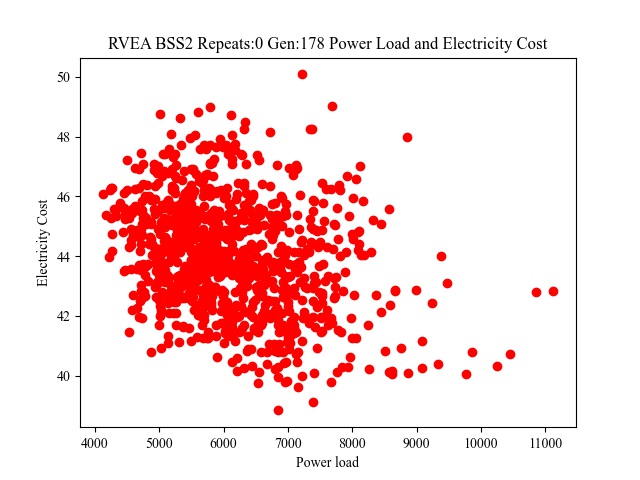 RVEA BSS2 Repeats:0 Gen:178 Power Load and Electricity Cost
50
48
46
44
42
40
Electricity Cost
4000 5000 6000 7000 8000 9000 10000 11000
Power load